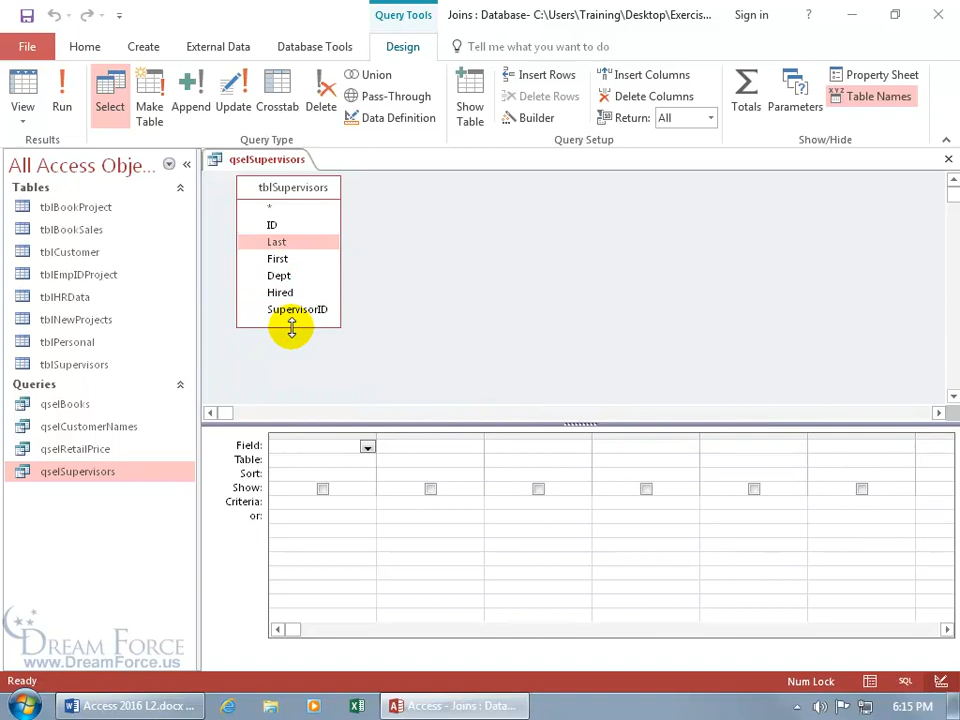 Query Tools
Joins : Database- C:\Users\Training\Desktop\Exercis...
Sign in
?
File
Home
Create
External Data
Database Tools
Design
Tell me what you want to do
View
Run
Results
Select
Make Table
Append
Update
Crosstab
Delete
Union
Pass-Through
Data Definition
Query Type
Show Table
Insert Rows
Delete Rows
Builder
Insert Columns
Delete Columns
Return: All
Query Setup
Totals
Parameters
Property Sheet
XYZ Table Names
Show/Hide
All Access Obje...
Tables
tblBookProject
tblBookSales
tblCustomer
tblEmpIDProject
tblHRData
tblNewProjects
tblPersonal
tblSupervisors
Queries
qselBooks
qselCustomerNames
qselRetailPrice
qselSupervisors
qselSupervisors
tblSupervisors
*
ID
Last
First
Dept
Hired
SupervisorID
Field:
Table:
Sort:
Show:
Criteria:
or:
DREAM FORCE
www.DreamForce.us
Ready
Num Lock
SQL
Access 2016 L2.docx ...
Access - Joins : Data...
6:15 PM